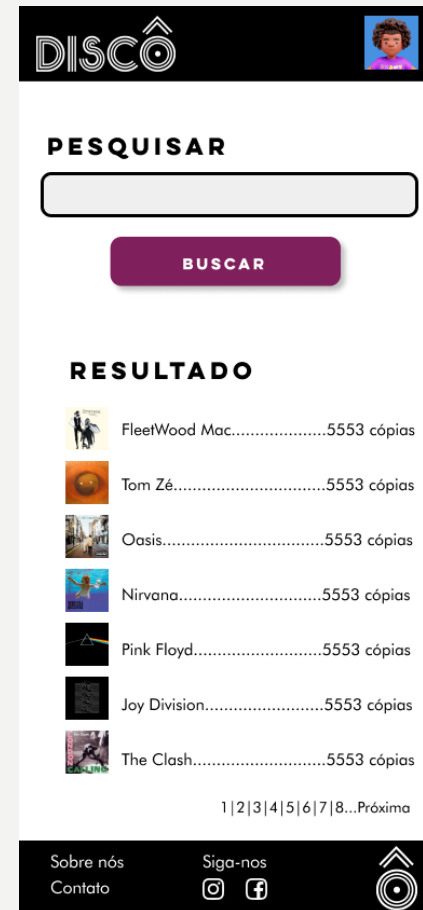 DISCÔ
PESQUISAR
BUSCAR
RESULTADO
FleetWood Mac....................5553 cópias
Tom Zé................................5553 cópias
Oasis..................................5553 cópias
Nirvana..............................5553 cópias
Pink Floyd...........................5553 cópias
Joy Division.........................5553 cópias
The Clash............................5553 cópias
1|2|3|4|5|6|7|8...Próxima
Sobre nós
Contato
Siga-nos